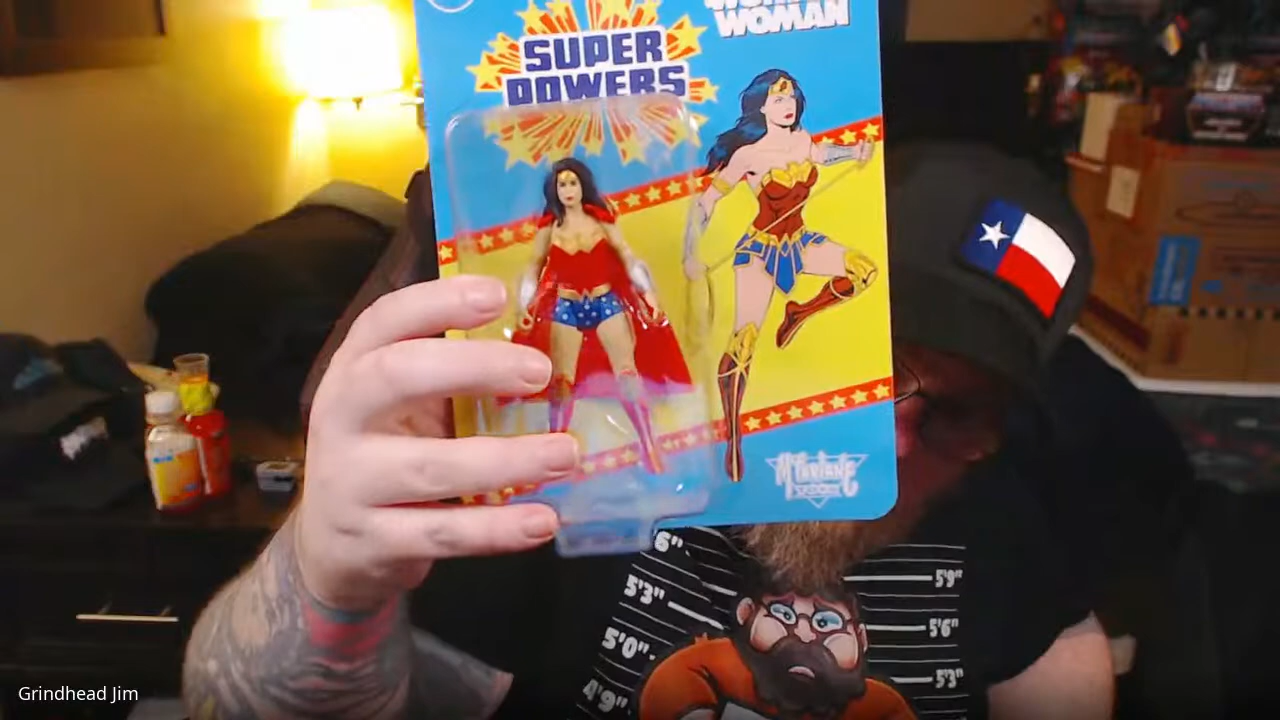 WOMAN
SUPER
POWERS
McFARLANE
6"
5'9"
5'3"
5'6"
5'0"
5'3"
4'9"
Grindhead Jim